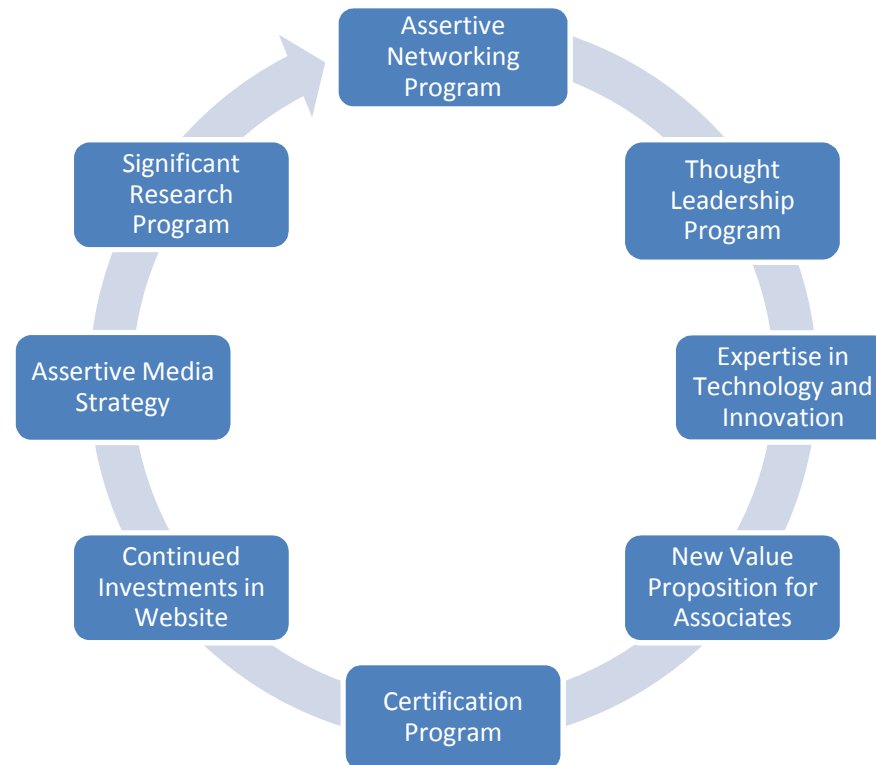 Assertive
Networking
Program
Thought
Leadership
Program
Expertise in
Technology and
Innovation
New Value
Proposition for
Associates
Certification
Program
Continued
Investments in
Website
Assertive Media
Strategy
Significant
Research
Program